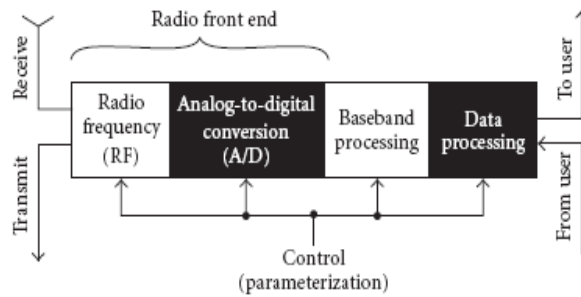 Radio front end
Receive
Transmit
Radio
frequency
(RF)
Analog-to-digital
conversion
(A/D)
Baseband
processing
Data
processing
To user
From user
Control
(parameterization)